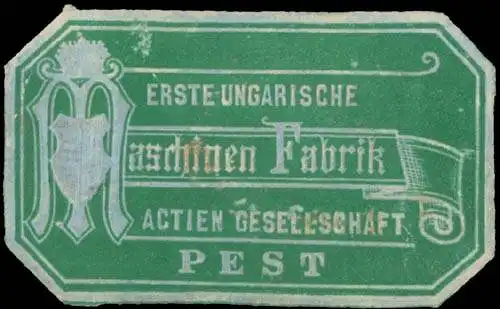 ERSTE-UNGARISCHE
Maschinen Fabrik
ACTIEN GESELLSCHAFT
PEST